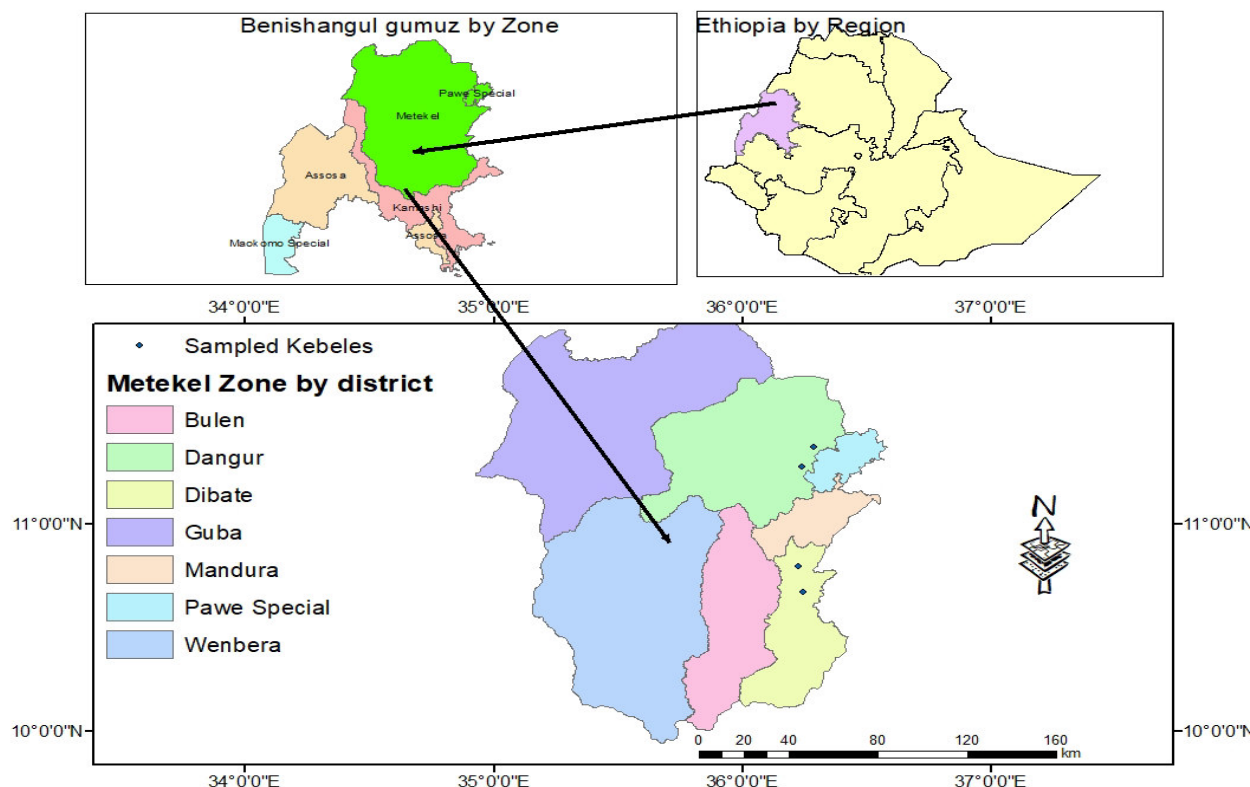 Benishangul gumuz by Zone
Ethiopia by Region
Pawe Special
Metekel
Assosa
Kamashi
Assosa
Maokomo Special
34°0'0"E 35°0'0"E 36°0'0"E 37°0'0"E
Sampled Kebeles
Metekel Zone by district
Bulen
Dangur
Dibate
Guba
Mandura
Pawe Special
Wenbera
N
11°0'0"N 11°0'0"N
10°0'0"N 10°0'0"N
0 20 40 80 120 160
km
34°0'0"E 35°0'0"E 36°0'0"E 37°0'0"E